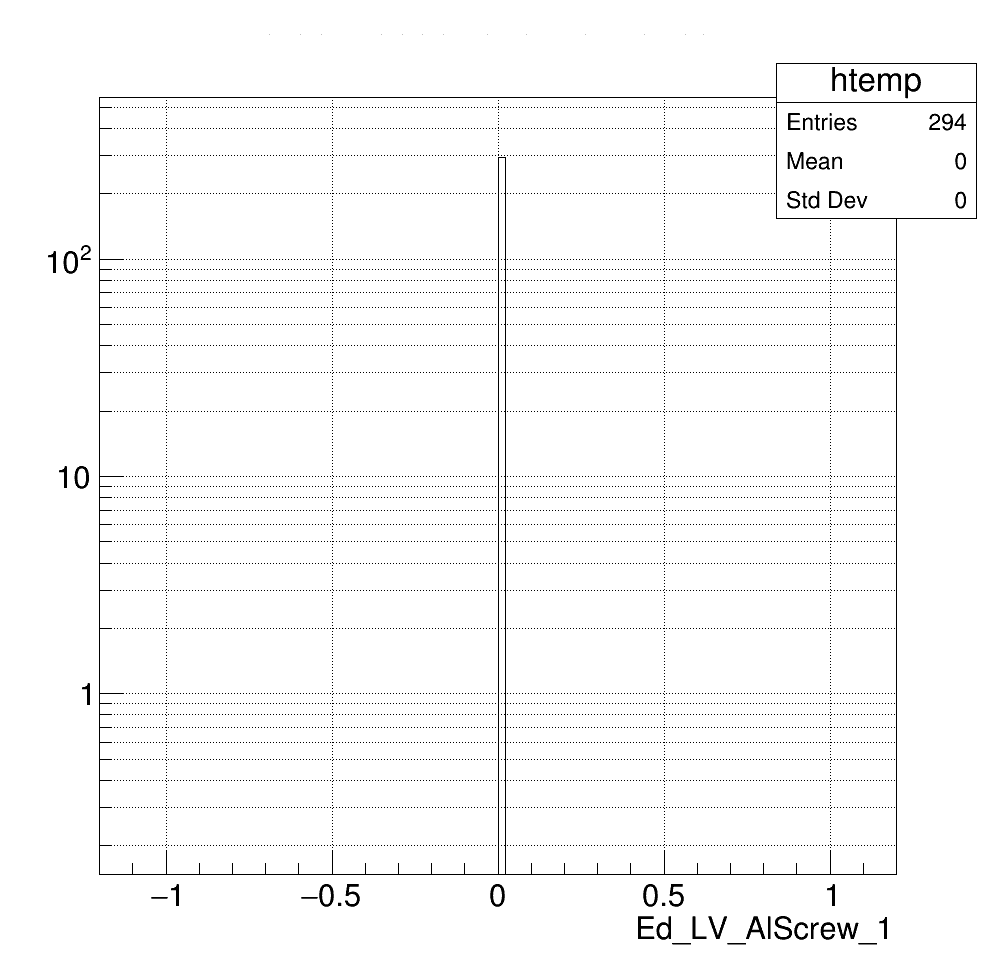 htemp
Entries 294
Mean 0
Std Dev 0
10²
10
1
−1 −0.5 0 0.5 1
Ed_LV_AlScrew_1